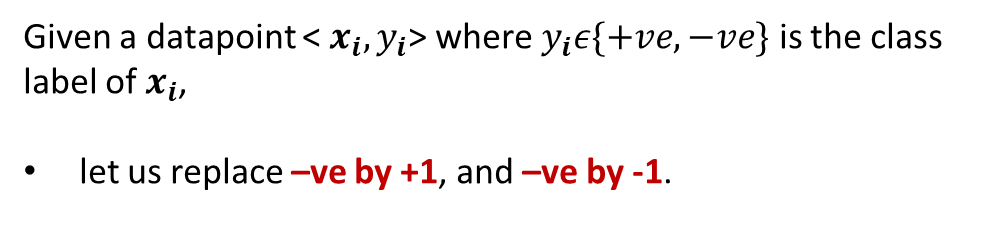 Given a datapoint< xᵢ, yᵢ> where yᵢϵ{+ve, −ve} is the class
label of xᵢ,
• let us replace –ve by +1, and –ve by -1.